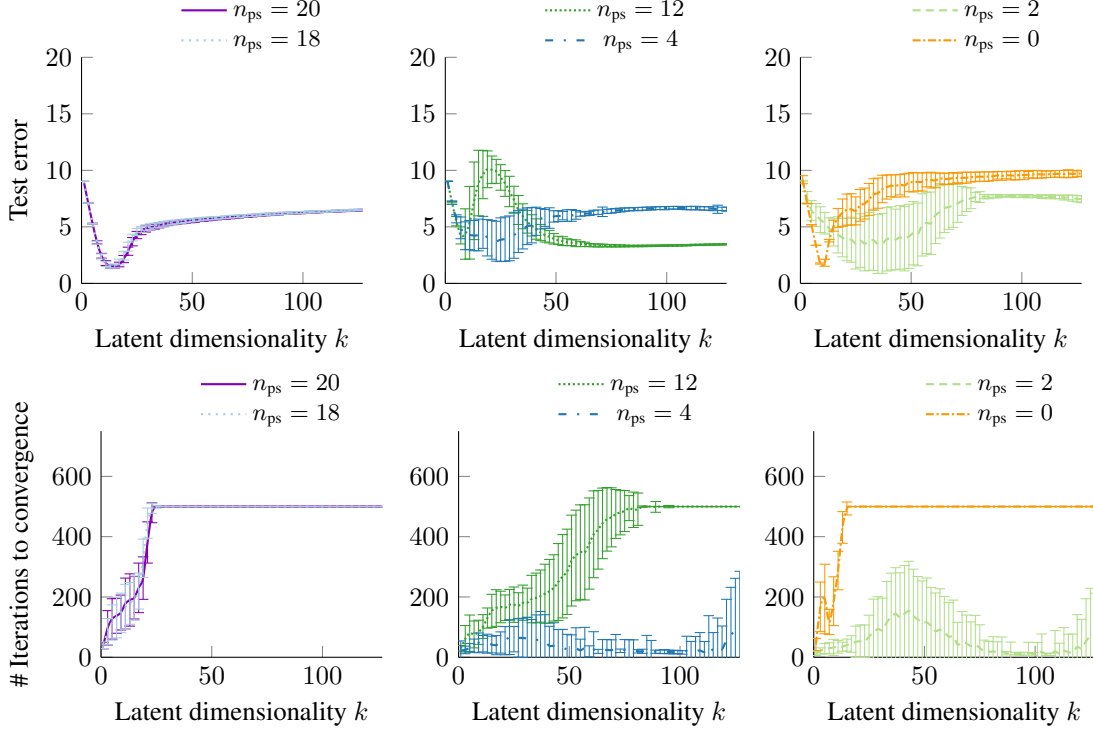 n_ps = 20
n_ps = 18
n_ps = 12
n_ps = 4
n_ps = 2
n_ps = 0
Test error
20
15
10
5
0
0 50 100
Latent dimensionality k
20
15
10
5
0
0 50 100
Latent dimensionality k
20
15
10
5
0
0 50 100
Latent dimensionality k
n_ps = 20
n_ps = 18
n_ps = 12
n_ps = 4
n_ps = 2
n_ps = 0
# Iterations to convergence
600
400
200
0
0 50 100
Latent dimensionality k
600
400
200
0
0 50 100
Latent dimensionality k
600
400
200
0
0 50 100
Latent dimensionality k